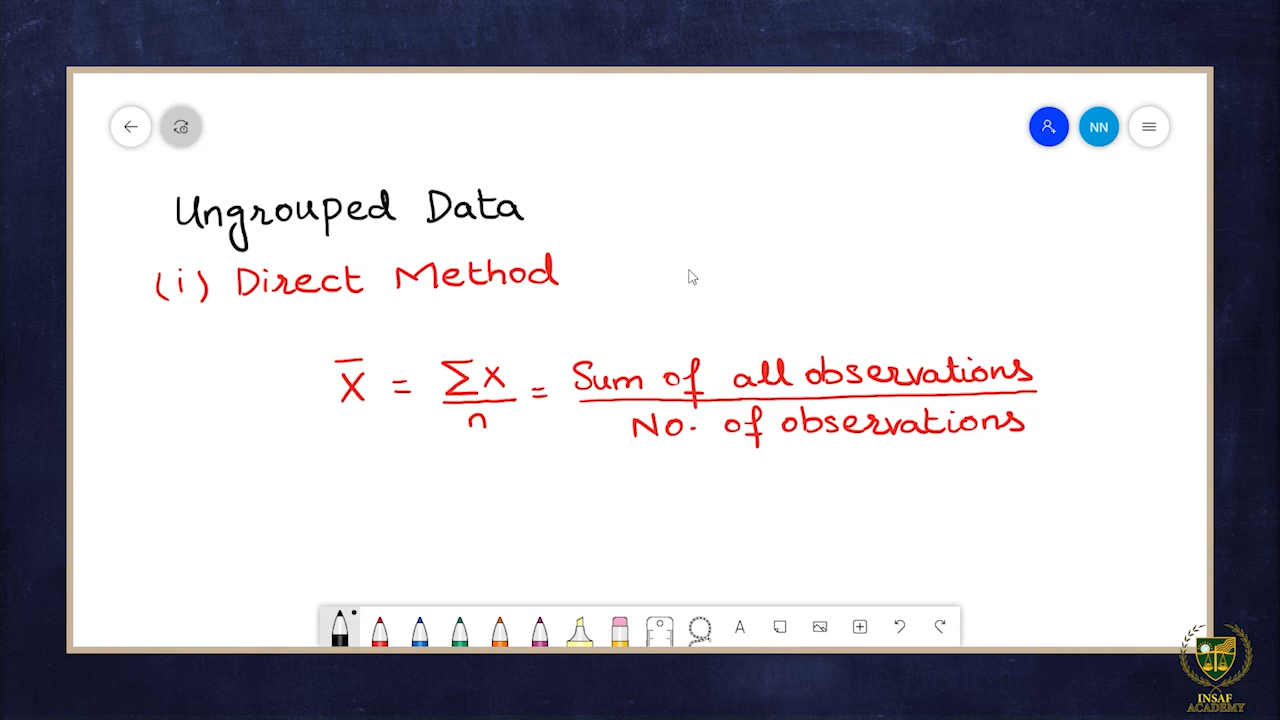 NN
Ungrouped Data
(i) Direct Method
X̄ = ΣX/n = Sum of all observations / No. of observations
A
INSAF
ACADEMY